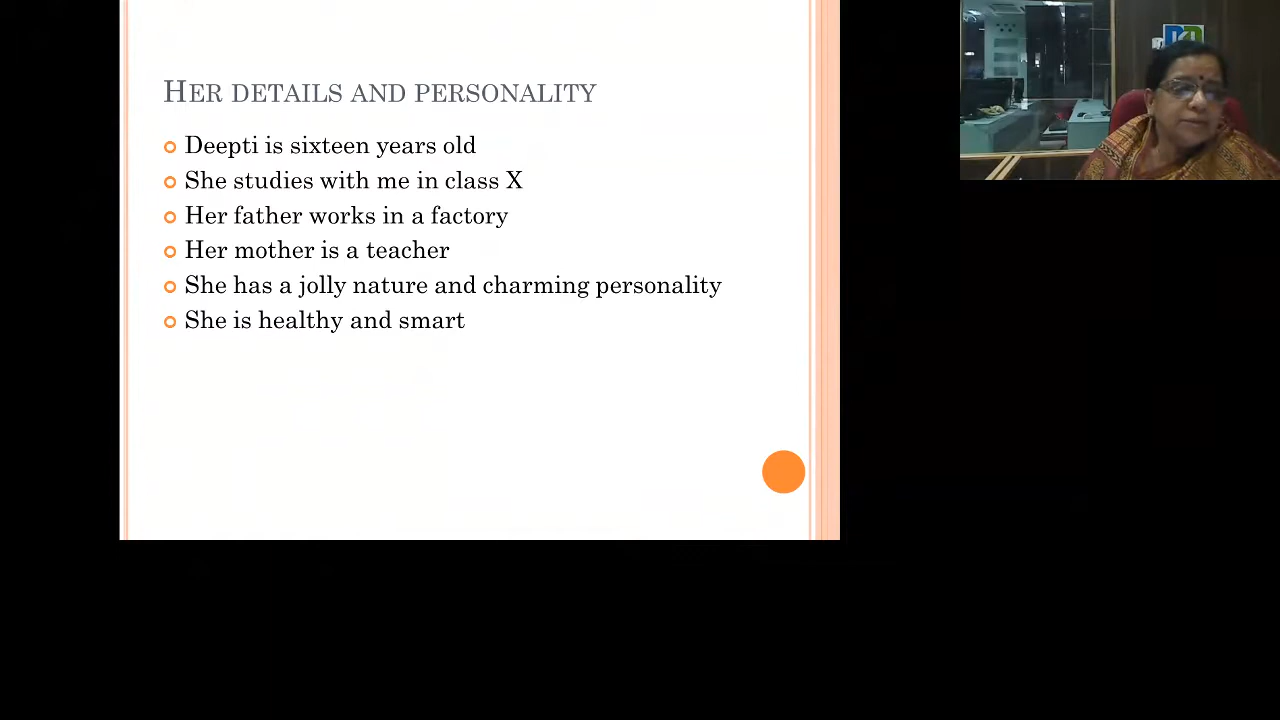 HER DETAILS AND PERSONALITY
Deepti is sixteen years old
She studies with me in class X
Her father works in a factory
Her mother is a teacher
She has a jolly nature and charming personality
She is healthy and smart